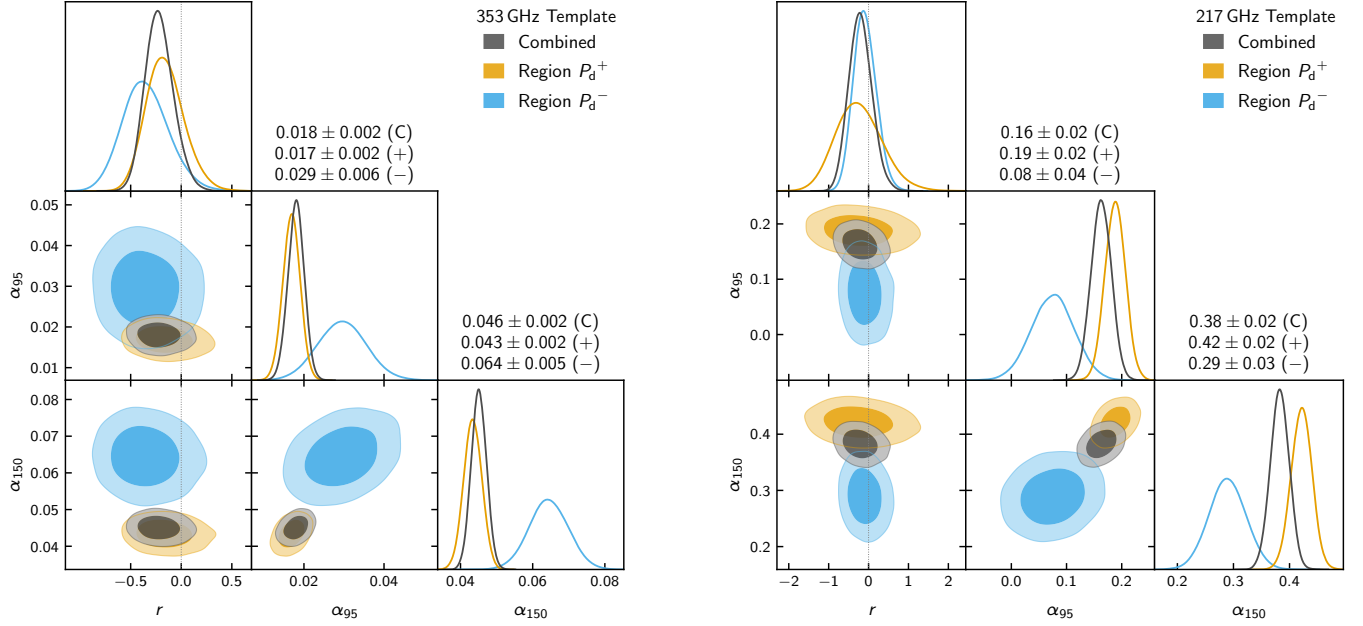 353 GHz Template
Combined
Region P_d^+
Region P_d^−
0.018 ± 0.002 (C)
0.017 ± 0.002 (+)
0.029 ± 0.006 (−)
0.05
0.04
0.03
0.02
0.01
α_95
0.046 ± 0.002 (C)
0.043 ± 0.002 (+)
0.064 ± 0.005 (−)
0.08
0.07
0.06
0.05
0.04
α_150
−0.5 0.0 0.5
0.02 0.04
0.04 0.06 0.08
r
α_95
α_150
217 GHz Template
Combined
Region P_d^+
Region P_d^−
0.16 ± 0.02 (C)
0.19 ± 0.02 (+)
0.08 ± 0.04 (−)
0.2
0.1
0.0
α_95
0.38 ± 0.02 (C)
0.42 ± 0.02 (+)
0.29 ± 0.03 (−)
0.4
0.3
0.2
α_150
−2 −1 0 1 2
0.0 0.1 0.2
0.2 0.3 0.4
r
α_95
α_150